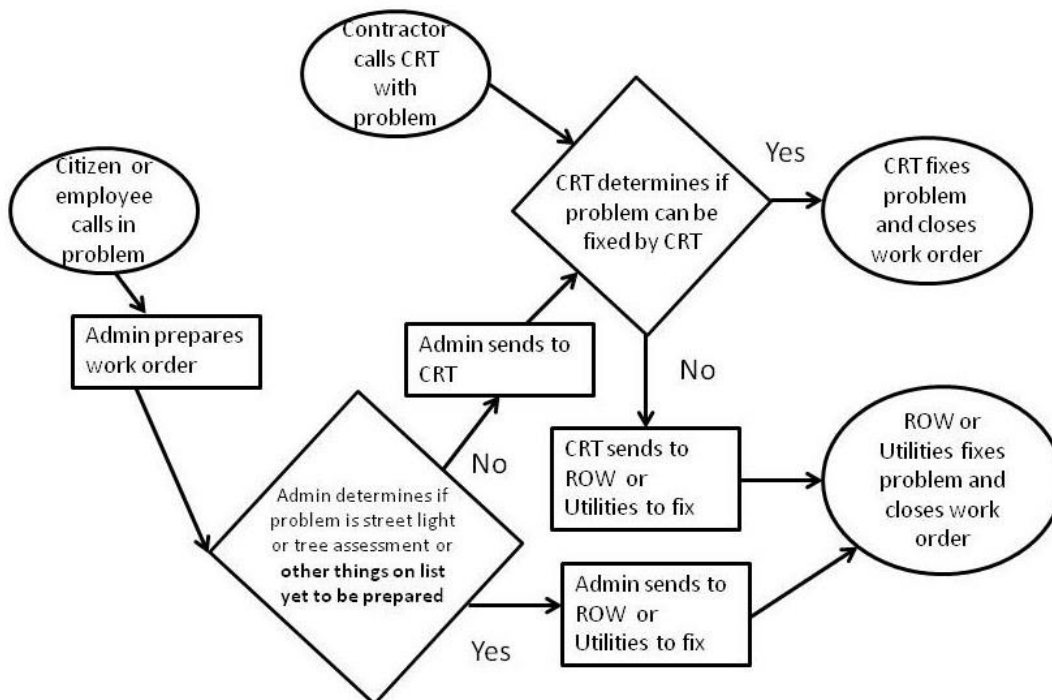 Contractor
calls CRT
with
problem
Citizen or
employee
calls in
problem
Yes
CRT determines if
problem can be
fixed by CRT
CRT fixes
problem
and closes
work order
Admin prepares
work order
Admin sends to
CRT
No
No
CRT sends to
ROW or
Utilities to fix
ROW or
Utilities fixes
problem and
closes work
order
Admin determines if
problem is street light
or tree assessment or
other things on list
yet to be prepared
Yes
Admin sends to
ROW or
Utilities to fix